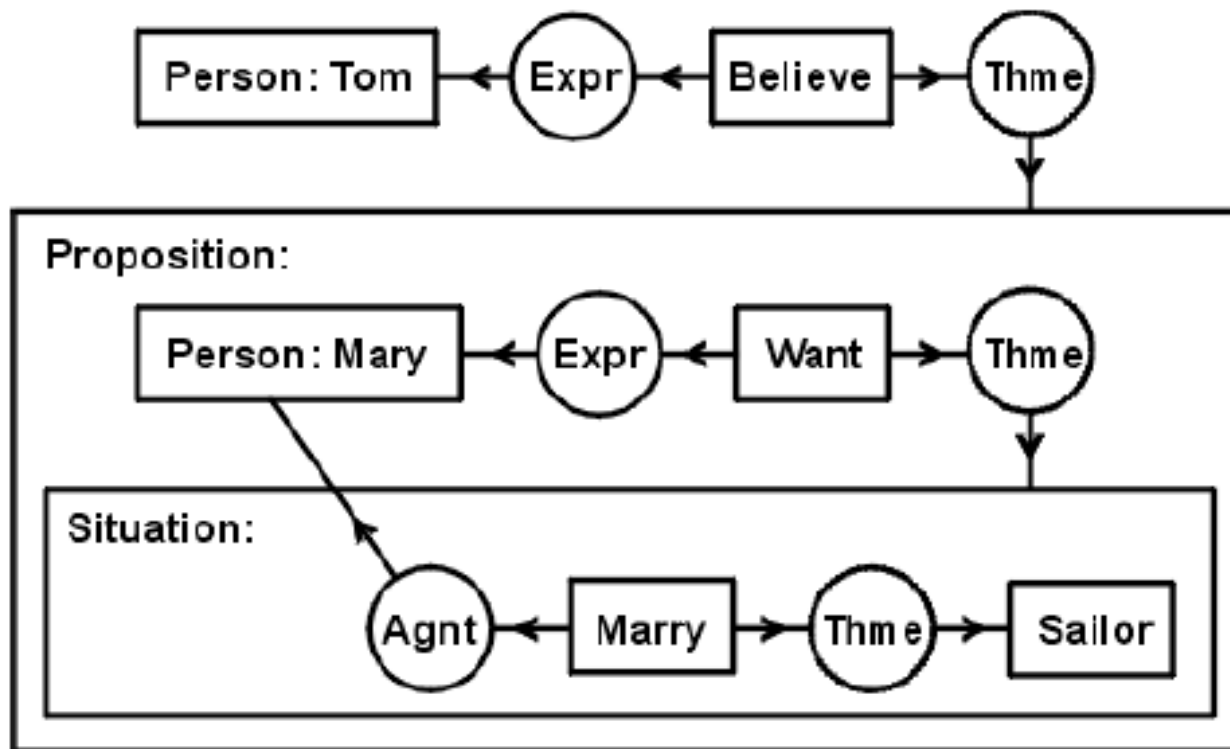 Person: Tom Expr Believe Thme
Proposition:
Person: Mary Expr Want Thme
Situation:
Agnt Marry Thme Sailor